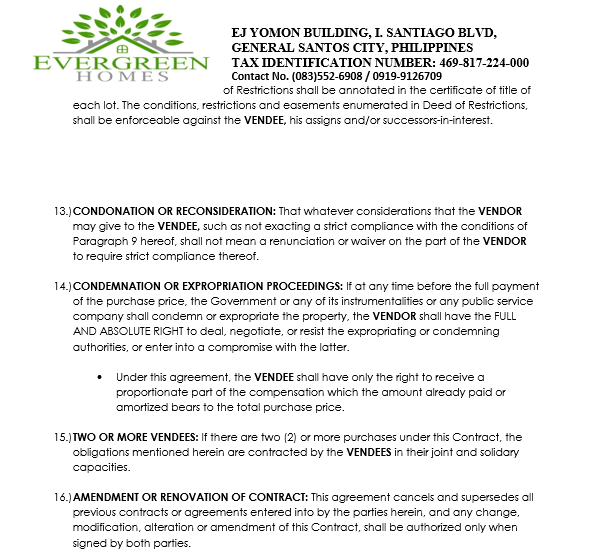 EVERGREEN
HOMES
EJ YOMON BUILDING, I. SANTIAGO BLVD,
GENERAL SANTOS CITY, PHILIPPINES
TAX IDENTIFICATION NUMBER: 469-817-224-000
Contact No. (083)552-6908 / 0919-9126709
of Restrictions shall be annotated in the certificate of title of
each lot. The conditions, restrictions and easements enumerated in Deed of Restrictions,
shall be enforceable against the VENDEE, his assigns and/or successors-in-interest.
13.) CONDONATION OR RECONSIDERATION: That whatever considerations that the VENDOR
may give to the VENDEE, such as not exacting a strict compliance with the conditions of
Paragraph 9 hereof, shall not mean a renunciation or waiver on the part of the VENDOR
to require strict compliance thereof.
14.) CONDEMNATION OR EXPROPRIATION PROCEEDINGS: If at any time before the full payment
of the purchase price, the Government or any of its instrumentalities or any public service
company shall condemn or expropriate the property, the VENDOR shall have the FULL
AND ABSOLUTE RIGHT to deal, negotiate, or resist the expropriating or condemning
authorities, or enter into a compromise with the latter.
• Under this agreement, the VENDEE shall have only the right to receive a
proportionate part of the compensation which the amount already paid or
amortized bears to the total purchase price.
15.) TWO OR MORE VENDEES: If there are two (2) or more purchases under this Contract, the
obligations mentioned herein are contracted by the VENDEES in their joint and solidary
capacities.
16.) AMENDMENT OR RENOVATION OF CONTRACT: This agreement cancels and supersedes all
previous contracts or agreements entered into by the parties herein, and any change,
modification, alteration or amendment of this Contract, shall be authorized only when
signed by both parties.